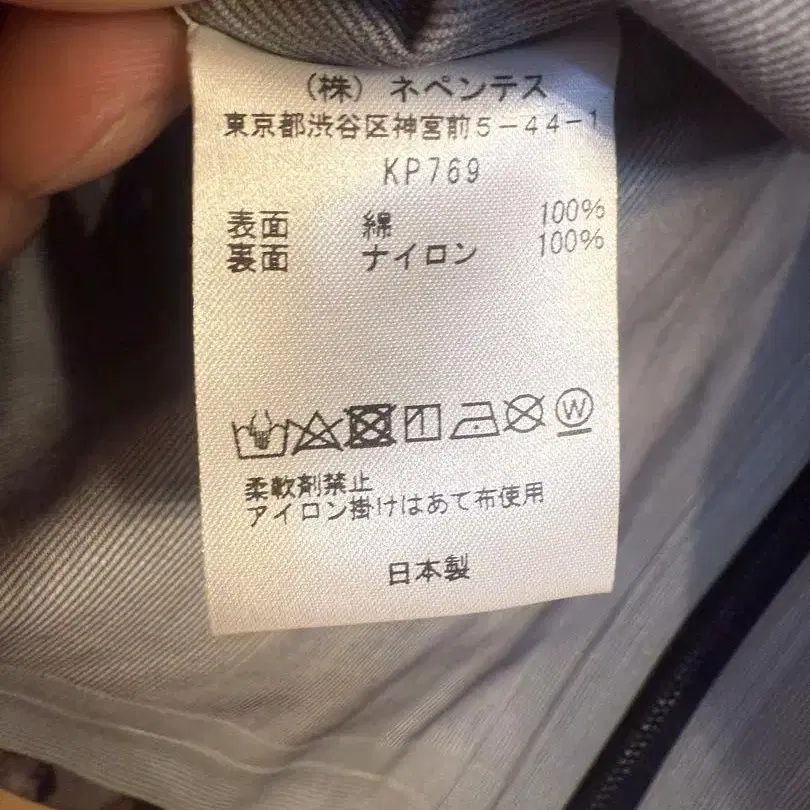 （株）ネペンテス
東京都渋谷区神宮前５－４４－１
KP769
表面 綿 100%
裏面 ナイロン 100%
W
柔軟剤禁止
アイロン掛けはあて布使用
日本製